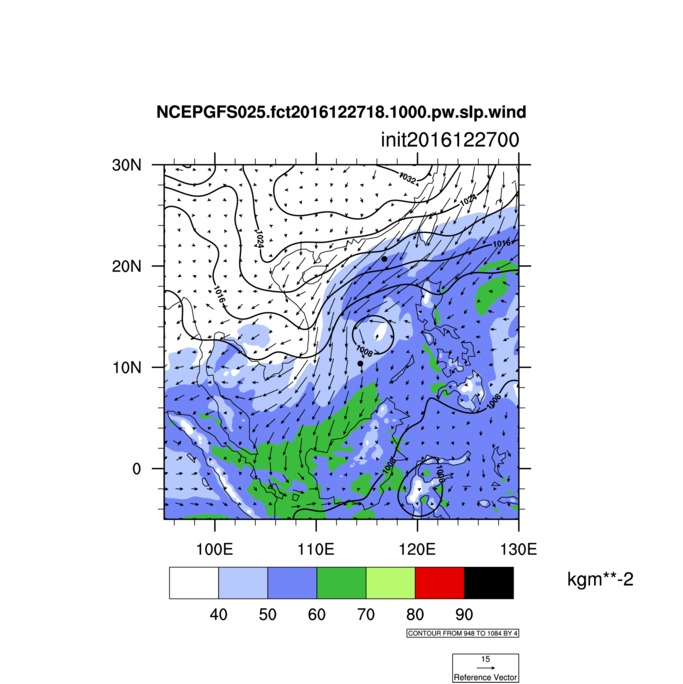 NCEPGFS025.fct2016122718.1000.pw.slp.wind
init2016122700
30N
1032
1024
1024
1016
20N
1016
1008
10N
1008
1008
1008
0
100E 110E 120E 130E
kgm**-2
40 50 60 70 80 90
CONTOUR FROM 948 TO 1084 BY 4
15
Reference Vector